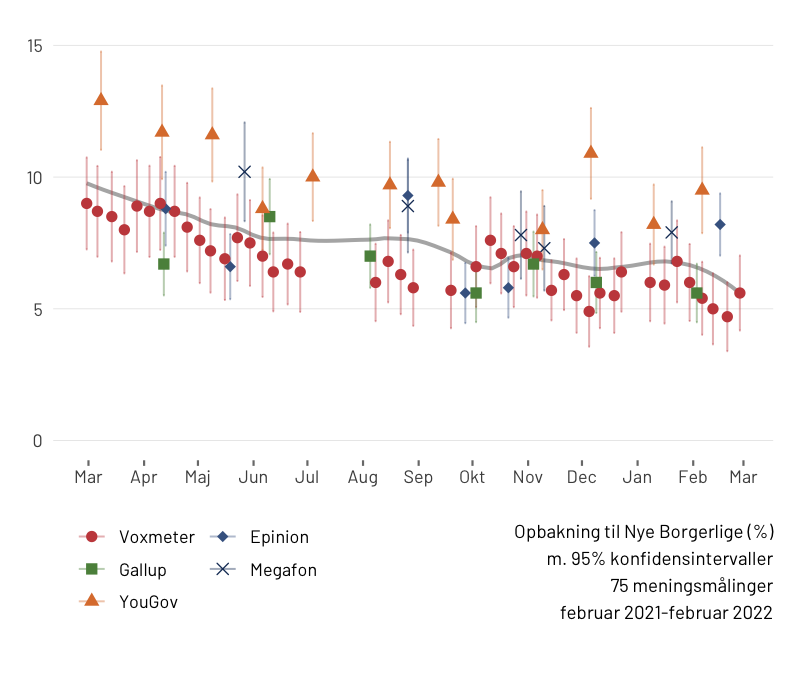 15
10
5
0
Mar Apr Maj Jun Jul Aug Sep Okt Nov Dec Jan Feb Mar
Voxmeter Epinion
Gallup Megafon
YouGov
Opbakning til Nye Borgerlige (%)
m. 95% konfidensintervaller
75 meningsmålinger
februar 2021-februar 2022